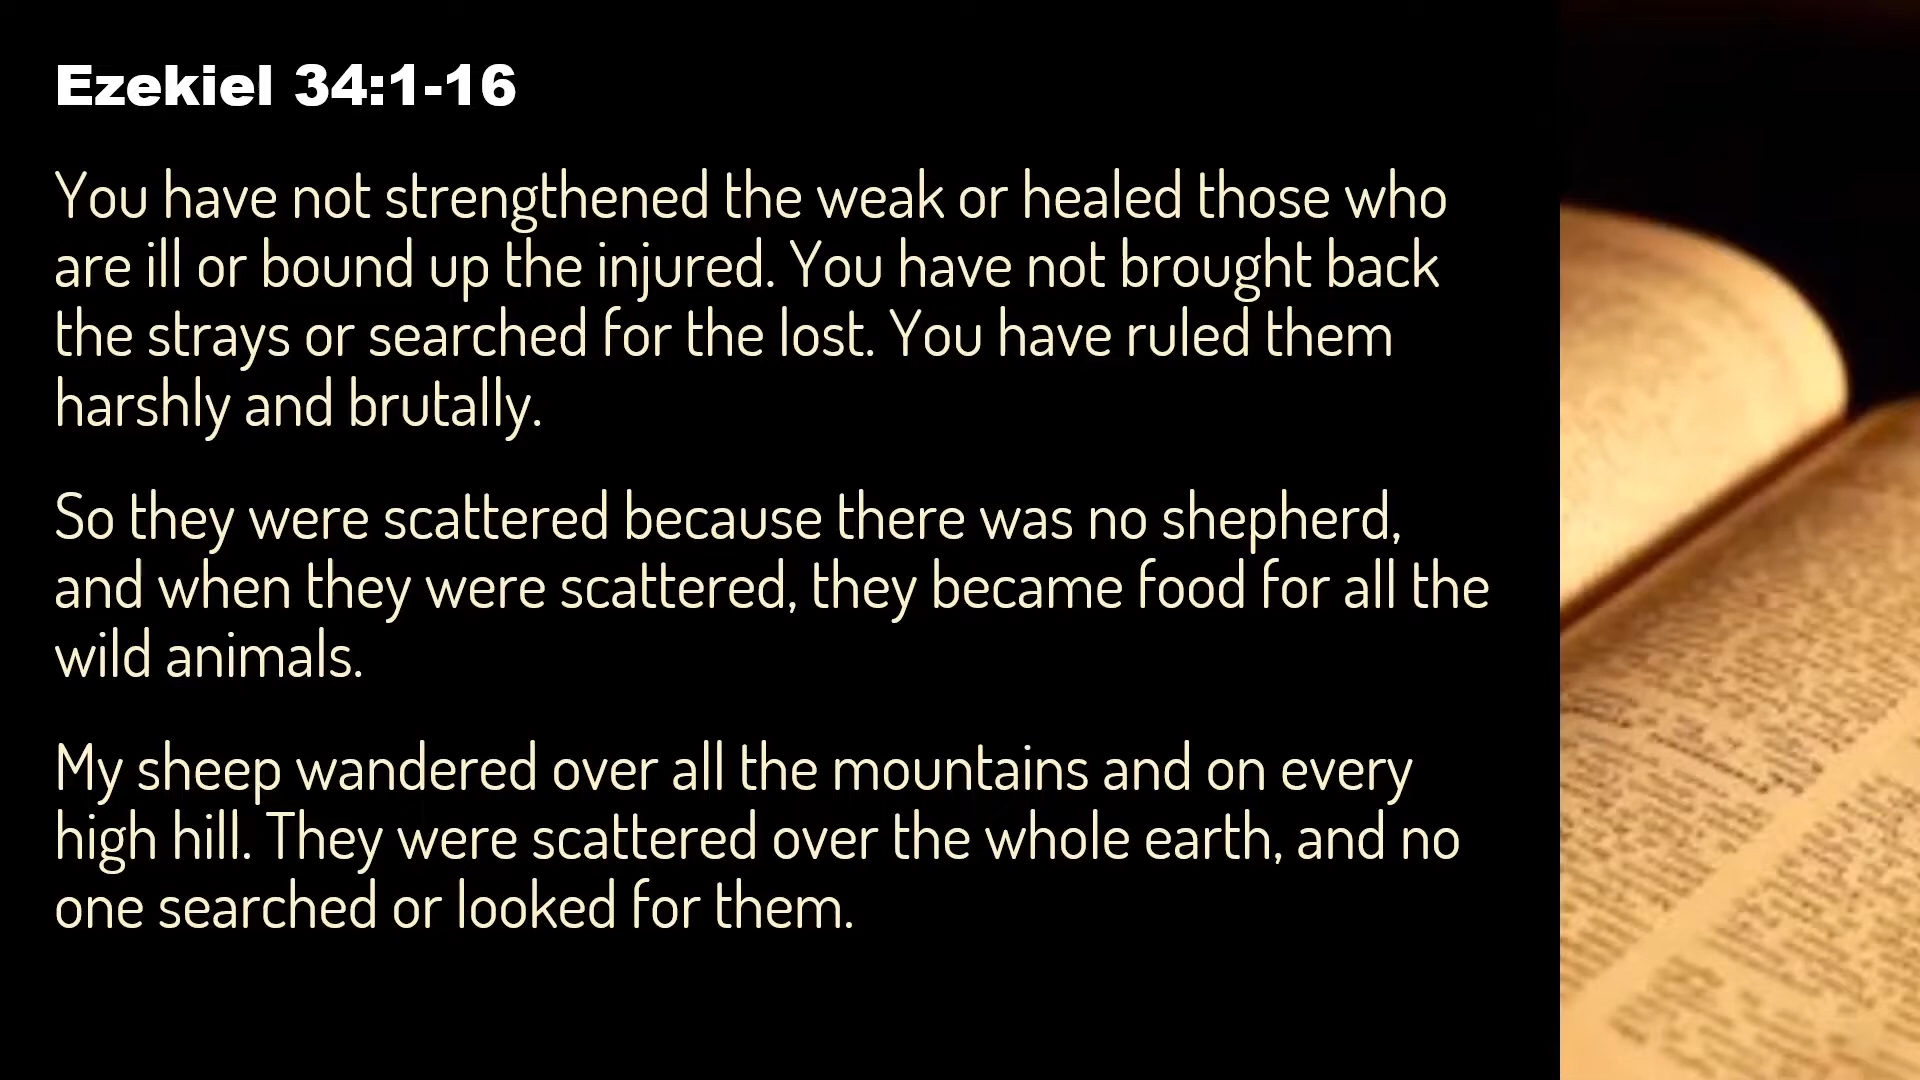 Ezekiel 34:1-16
You have not strengthened the weak or healed those who
are ill or bound up the injured. You have not brought back
the strays or searched for the lost. You have ruled them
harshly and brutally.
So they were scattered because there was no shepherd,
and when they were scattered, they became food for all the
wild animals.
My sheep wandered over all the mountains and on every
high hill. They were scattered over the whole earth, and no
one searched or looked for them.